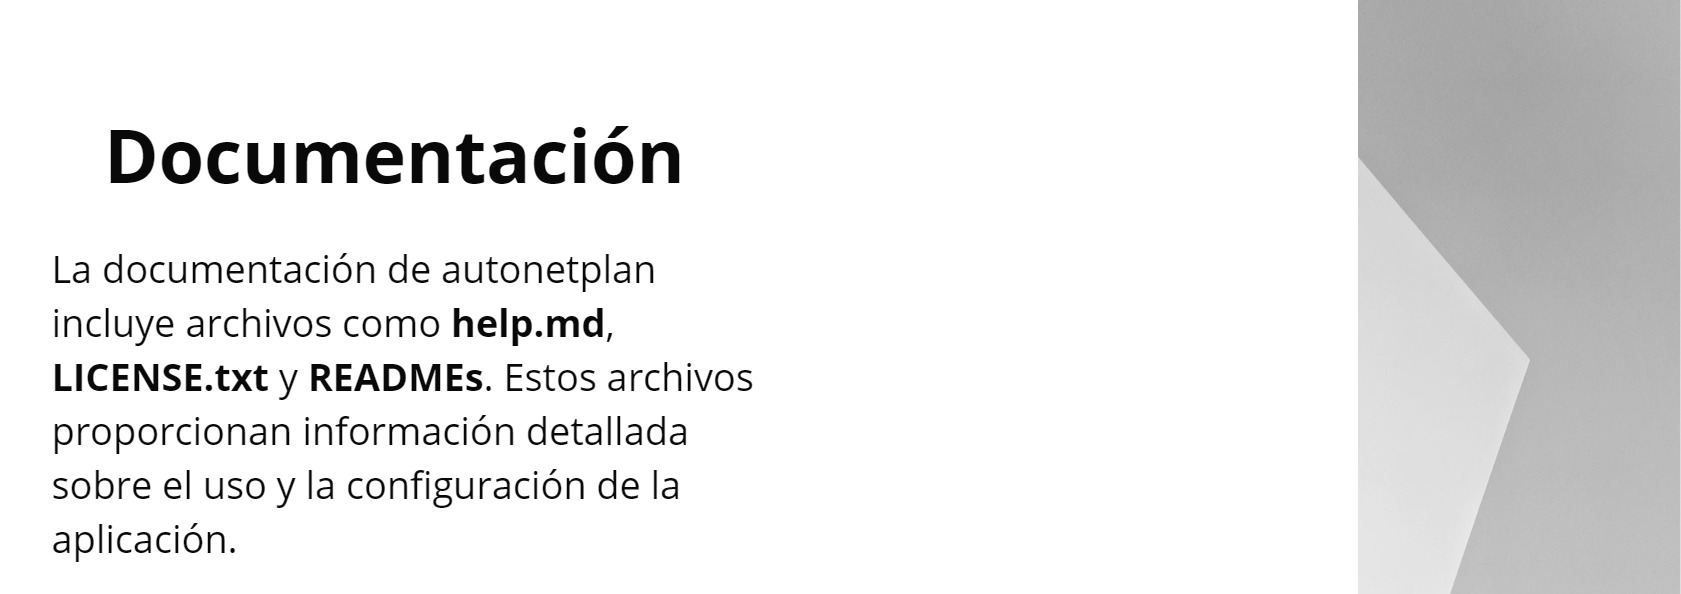 Documentación
La documentación de autonetplan
incluye archivos como help.md,
LICENSE.txt y READMEs. Estos archivos
proporcionan información detallada
sobre el uso y la configuración de la
aplicación.